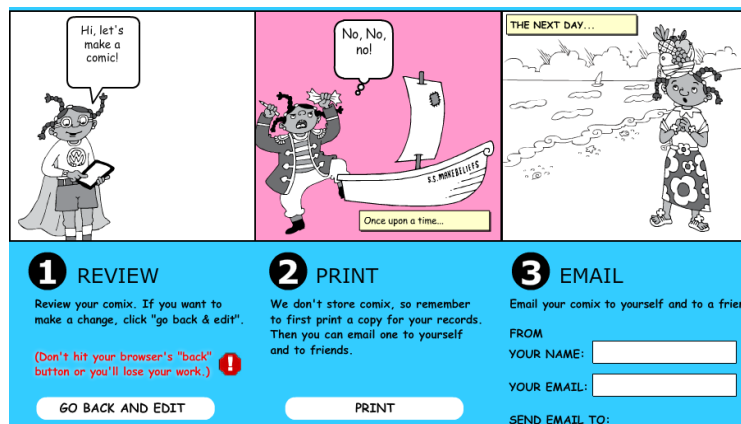 Hi, let's
make a
comic!
No, No,
no!
S.S. MAKEBELIEFS
Once upon a time...
THE NEXT DAY...
W
1 REVIEW
Review your comix. If you want to
make a change, click "go back & edit".
(Don't hit your browser's "back"
button or you'll lose your work.)
!
GO BACK AND EDIT
2 PRINT
We don't store comix, so remember
to first print a copy for your records.
Then you can email one to yourself
and to friends.
PRINT
3 EMAIL
Email your comix to yourself and to a frien
FROM
YOUR NAME:
YOUR EMAIL:
SEND EMAIL TO: